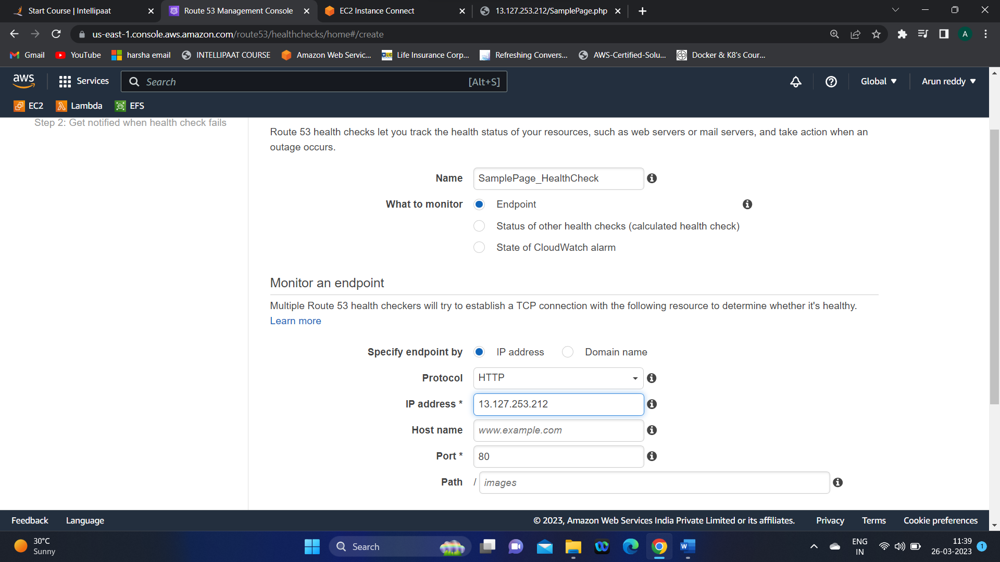 Start Course | Intellipaat
Route 53 Management Console
EC2 Instance Connect
13.127.253.212/SamplePage.php
us-east-1.console.aws.amazon.com/route53/healthchecks/home#/create
A
Gmail
YouTube
harsha email
INTELLIPAAT COURSE
Amazon Web Servic...
Life Insurance Corp...
Refreshing Convers...
AWS-Certified-Solu...
Docker & K8's Cour...
aws
Services
Search
[Alt+S]
Global
Arun reddy
EC2
Lambda
EFS
Step 2: Get notified when health check fails
Route 53 health checks let you track the health status of your resources, such as web servers or mail servers, and take action when an
outage occurs.
Name
SamplePage_HealthCheck
What to monitor
Endpoint
Status of other health checks (calculated health check)
State of CloudWatch alarm
Monitor an endpoint
Multiple Route 53 health checkers will try to establish a TCP connection with the following resource to determine whether it's healthy.
Learn more
Specify endpoint by
IP address
Domain name
Protocol
HTTP
IP address *
13.127.253.212
Host name
www.example.com
Port *
80
Path
/
images
Feedback
Language
© 2023, Amazon Web Services India Private Limited or its affiliates.
Privacy
Terms
Cookie preferences
30°C
Sunny
Search
ENG
IN
11:39
26-03-2023
1